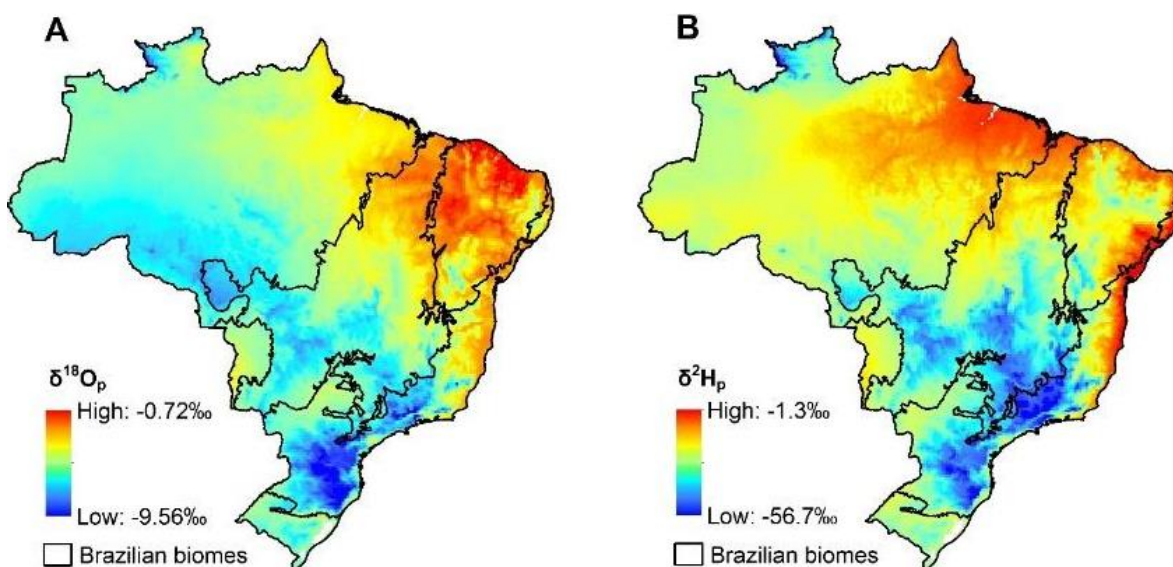 A
δ¹⁸Oₚ
High: -0.72‰
Low: -9.56‰
Brazilian biomes
B
δ²Hₚ
High: -1.3‰
Low: -56.7‰
Brazilian biomes